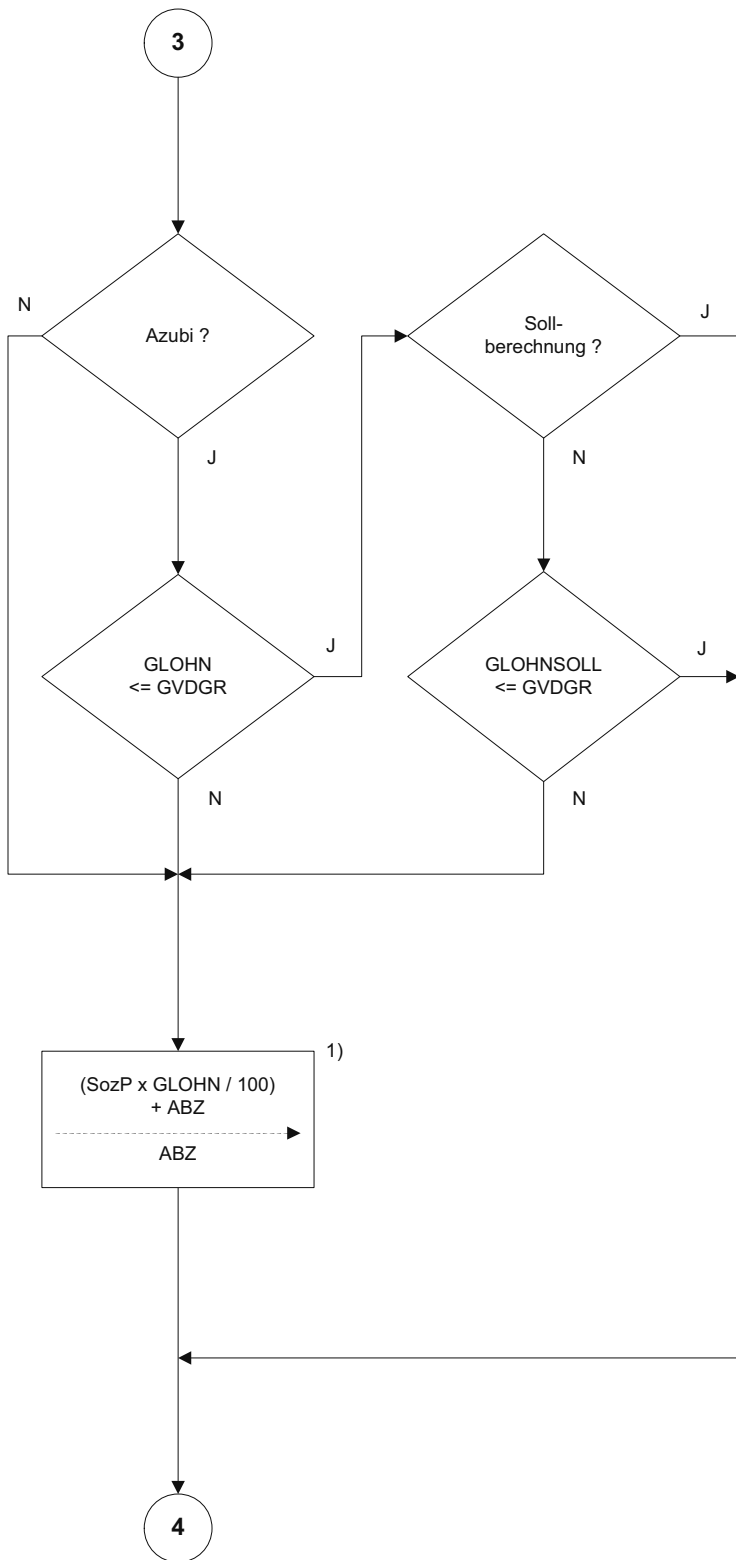 3
N
Azubi ?
J
Soll-
berechnung ?
J
N
GLOHN
<= GVDGR
J
N
GLOHNSOLL
<= GVDGR
J
N
1)
(SozP x GLOHN / 100)
+ ABZ
ABZ
4